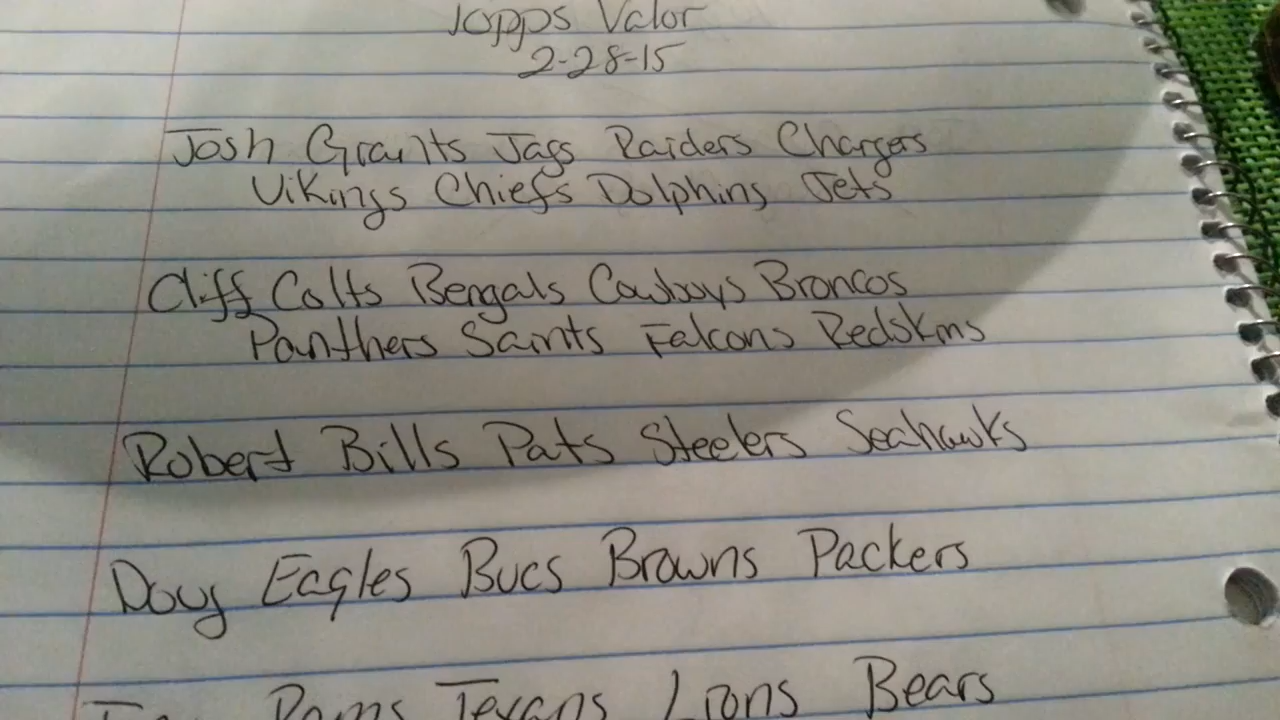 Topps Valor
2-28-15
Josh Giants Jags Raiders Chargers
Vikings Chiefs Dolphins Jets
Cliff Colts Bengals Cowboys Broncos
Panthers Saints Falcons Redskins
Robert Bills Pats Steelers Seahawks
Doug Eagles Bucs Browns Packers
Rams Texans Lions Bears